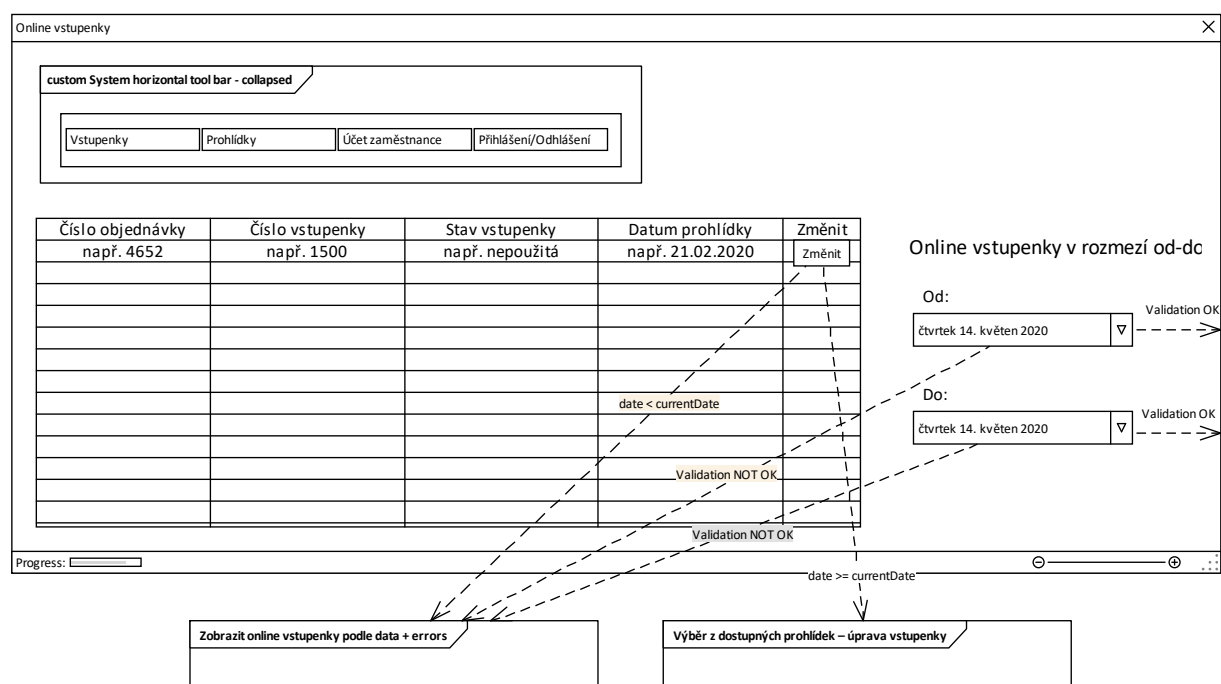 Online vstupenky
custom System horizontal tool bar - collapsed
Vstupenky
Prohlídky
Účet zaměstnance
Přihlášení/Odhlášení
Číslo objednávky
Číslo vstupenky
Stav vstupenky
Datum prohlídky
Změnit
např. 4652
např. 1500
např. nepoužitá
např. 21.02.2020
Změnit
Online vstupenky v rozmezí od-do
Od:
Validation OK
čtvrtek 14. květen 2020
Do:
Validation OK
čtvrtek 14. květen 2020
date < currentDate
Validation NOT OK
Validation NOT OK
Progress:
date >= currentDate
Zobrazit online vstupenky podle data + errors
Výběr z dostupných prohlídek – úprava vstupenky